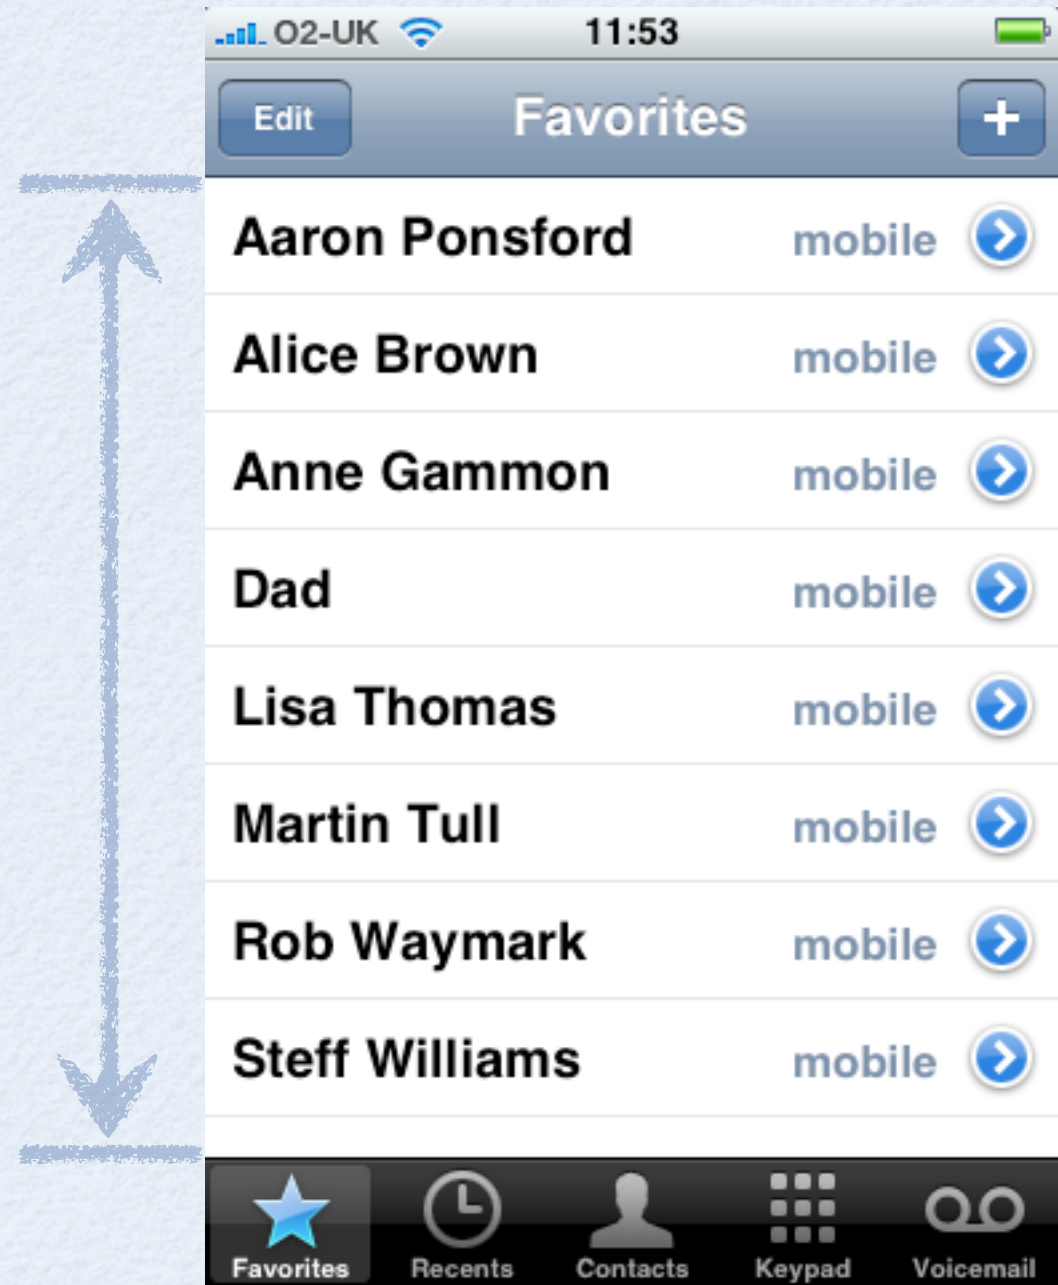 O2-UK 11:53
Edit Favorites +
Aaron Ponsford mobile
Alice Brown mobile
Anne Gammon mobile
Dad mobile
Lisa Thomas mobile
Martin Tull mobile
Rob Waymark mobile
Steff Williams mobile
Favorites Recents Contacts Keypad Voicemail